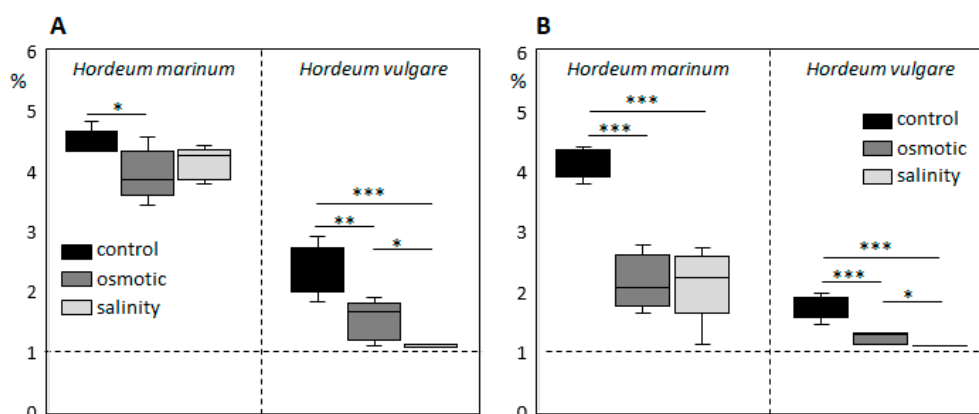 A
6
%
5
4
3
2
1
0
Hordeum marinum
Hordeum vulgare
*
***
**
*
control
osmotic
salinity
B
6
%
5
4
3
2
1
0
Hordeum marinum
Hordeum vulgare
***
***
control
osmotic
salinity
***
***
*